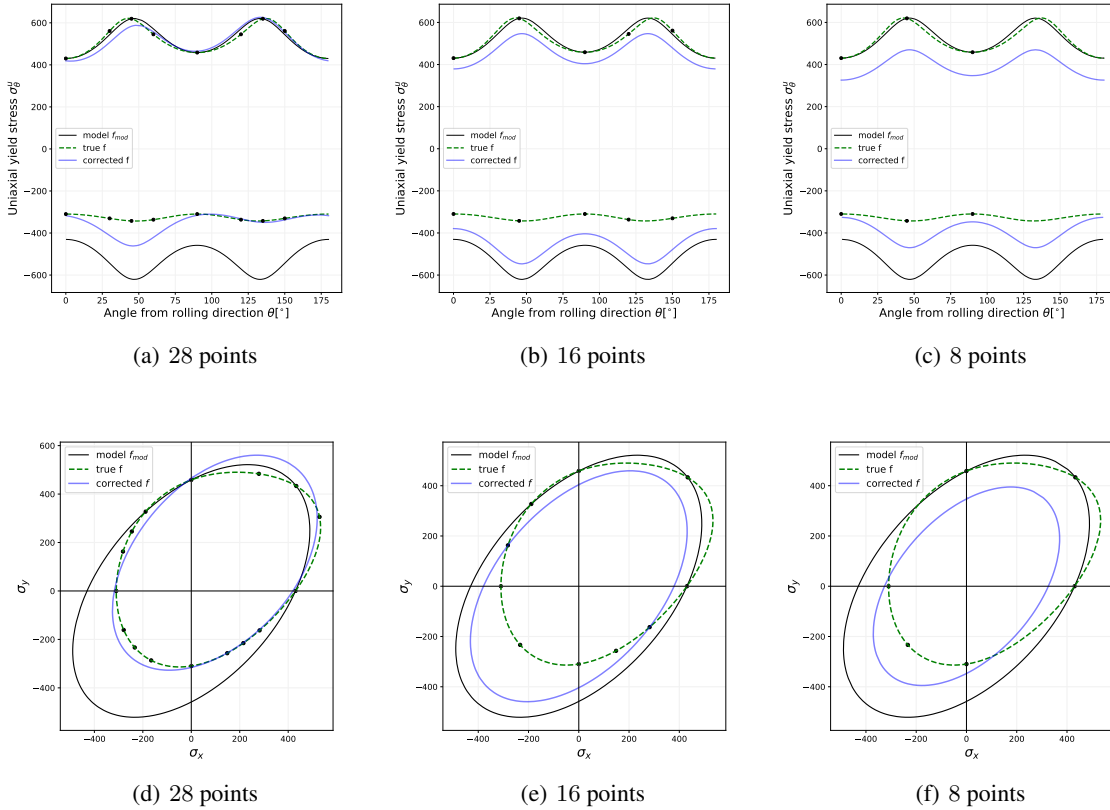 600
400
200
0
−200
−400
−600
Uniaxial yield stress σ_θ^u
model f_mod
true f
corrected f
0 25 50 75 100 125 150 175
Angle from rolling direction θ[°]
(a) 28 points
600
400
200
0
−200
−400
−600
Uniaxial yield stress σ_θ^u
model f_mod
true f
corrected f
0 25 50 75 100 125 150 175
Angle from rolling direction θ[°]
(b) 16 points
600
400
200
0
−200
−400
−600
Uniaxial yield stress σ_θ^u
model f_mod
true f
corrected f
0 25 50 75 100 125 150 175
Angle from rolling direction θ[°]
(c) 8 points
600
400
200
0
−200
−400
σ_y
model f_mod
true f
corrected f
−400 −200 0 200 400
σ_x
(d) 28 points
400
200
0
−200
−400
σ_y
model f_mod
true f
corrected f
−400 −200 0 200 400
σ_x
(e) 16 points
400
200
0
−200
−400
σ_y
model f_mod
true f
corrected f
−400 −200 0 200 400
σ_x
(f) 8 points